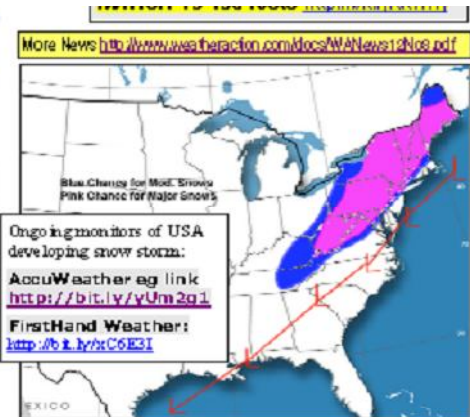 More News http://www.weatheraction.com/docs/WANews12No8.pdf
Blue Chance for Mod. Snows
Pink Chance for Major Snows
Ongoing monitors of USA
developing snow storm:
AccuWeather eg link
http://bit.ly/yUm2g1
FirstHand Weather:
http://bit.ly/xC6E3I
EXICO